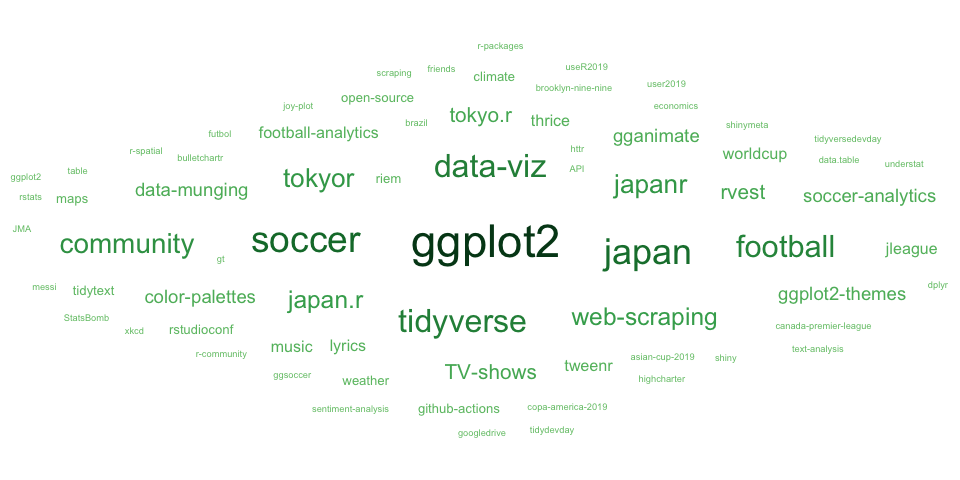 r-packages
useR2019
friends
scraping
climate
user2019
brooklyn-nine-nine
open-source
joy-plot
economics
tokyo.r
thrice
brazil
shinymeta
football-analytics
futbol
gganimate
tidyversedevday
httr
r-spatial
worldcup
bulletchartr
data.table
understat
data-viz
API
table
ggplot2
tokyor
riem
japanr
data-munging
rvest
soccer-analytics
rstats
maps
JMA
community
soccer
ggplot2
japan
football
jleague
gt
messi
tidytext
color-palettes
japan.r
ggplot2-themes
dplyr
StatsBomb
tidyverse
web-scraping
canada-premier-league
xkcd
rstudioconf
music
lyrics
text-analysis
r-community
asian-cup-2019
shiny
tweenr
TV-shows
ggsoccer
weather
highcharter
sentiment-analysis
github-actions
copa-america-2019
googledrive
tidydevday